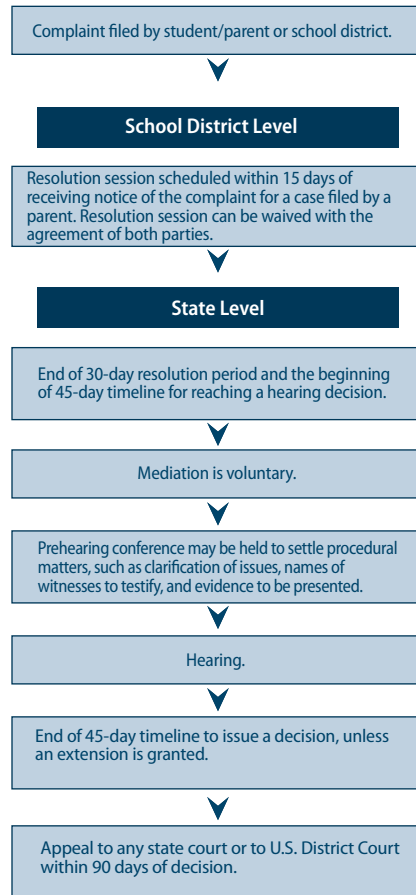 Complaint filed by student/parent or school district.
School District Level
Resolution session scheduled within 15 days of
receiving notice of the complaint for a case filed by a
parent. Resolution session can be waived with the
agreement of both parties.
State Level
End of 30-day resolution period and the beginning
of 45-day timeline for reaching a hearing decision.
Mediation is voluntary.
Prehearing conference may be held to settle procedural
matters, such as clarification of issues, names of
witnesses to testify, and evidence to be presented.
Hearing.
End of 45-day timeline to issue a decision, unless
an extension is granted.
Appeal to any state court or to U.S. District Court
within 90 days of decision.